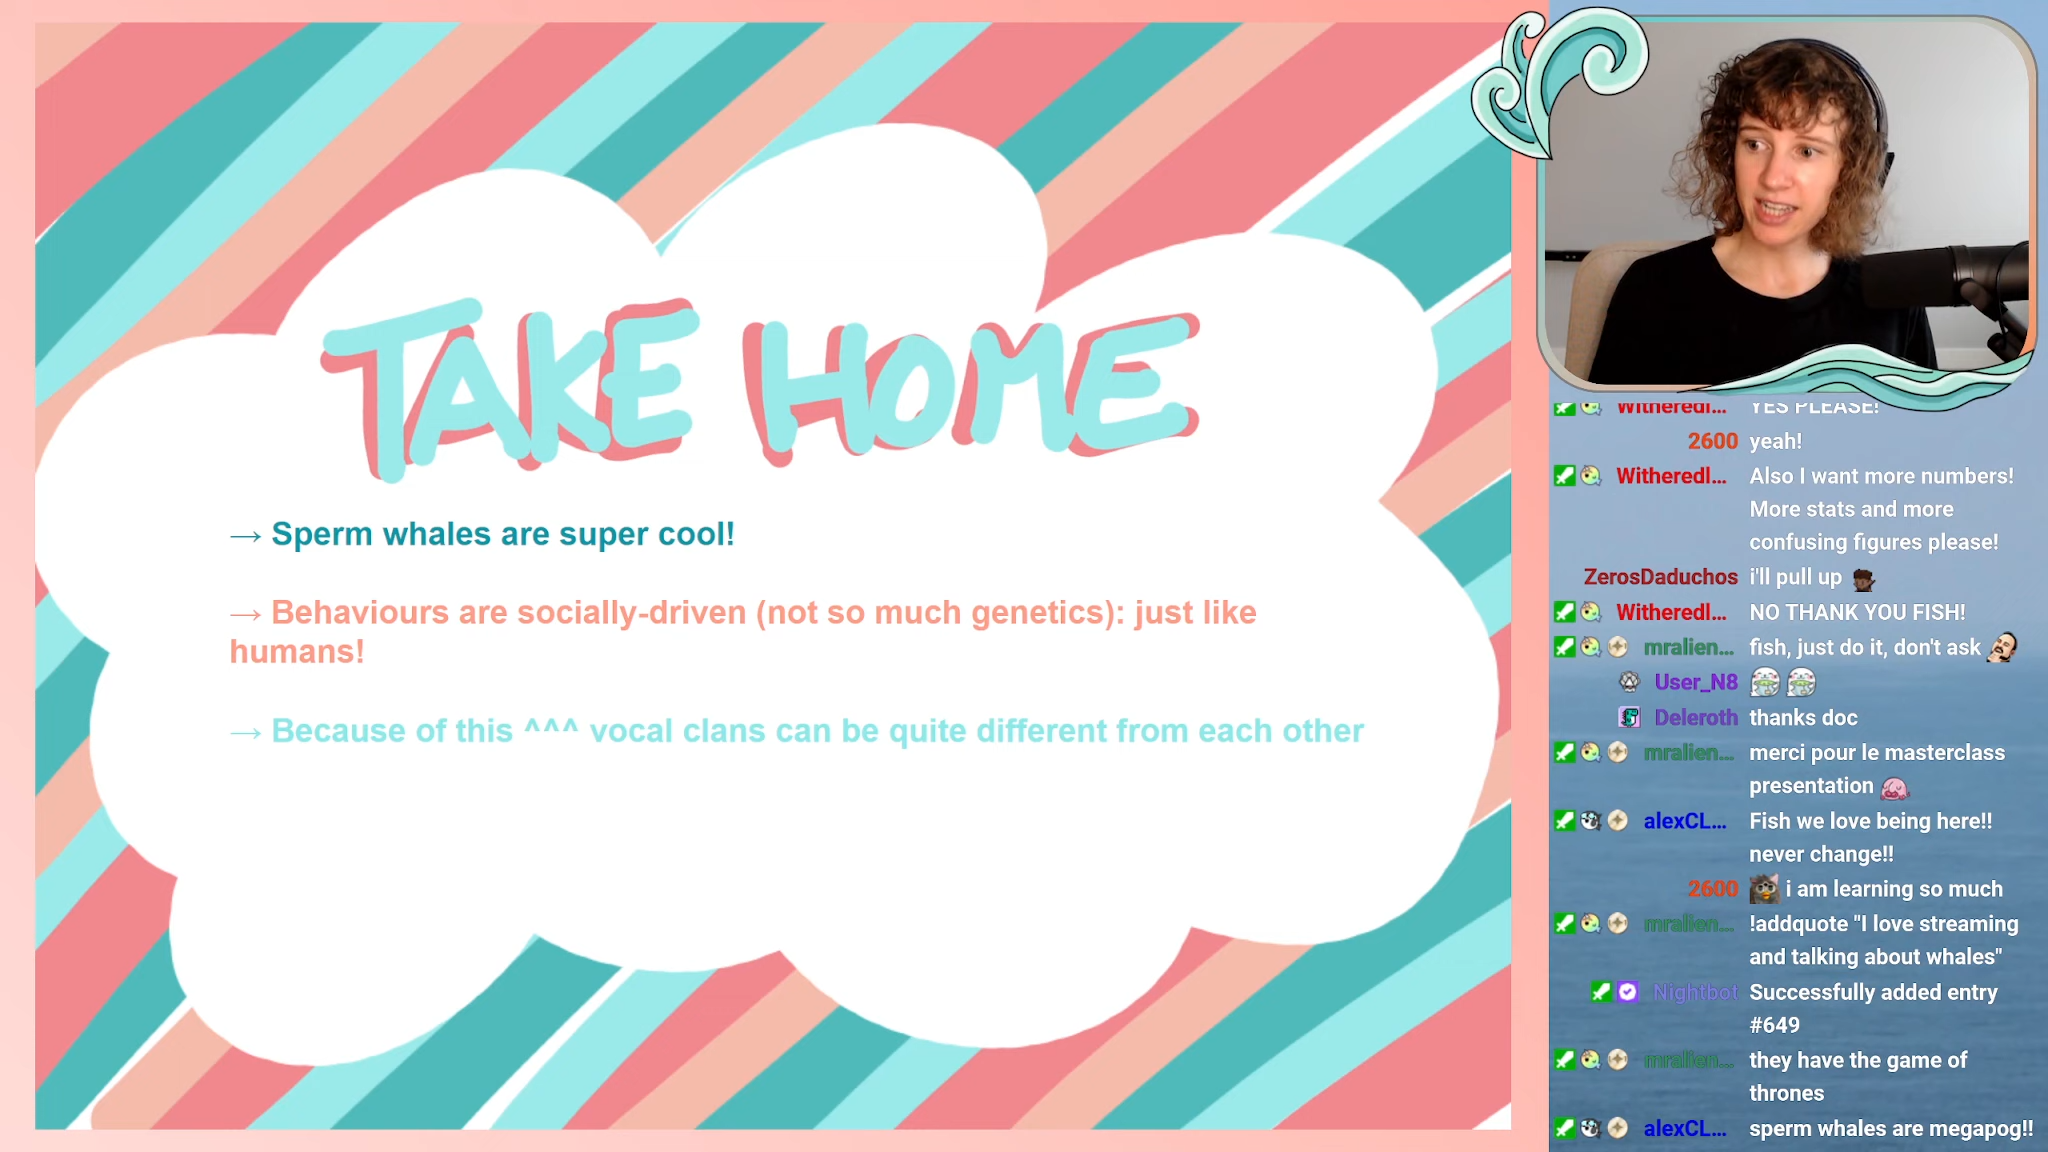 TAKE HOME
→ Sperm whales are super cool!
→ Behaviours are socially-driven (not so much genetics): just like
humans!
→ Because of this ^^^ vocal clans can be quite different from each other
Witheredl... YES PLEASE!
2600 yeah!
Witheredl... Also I want more numbers!
More stats and more
confusing figures please!
ZerosDaduchos i'll pull up
Witheredl... NO THANK YOU FISH!
mralien... fish, just do it, don't ask
User_N8
Deleroth thanks doc
mralien... merci pour le masterclass
presentation
alexCL... Fish we love being here!!
never change!!
2600 i am learning so much
mralien... !addquote "I love streaming
and talking about whales"
Nightbot Successfully added entry
#649
mralien... they have the game of
thrones
alexCL... sperm whales are megapog!!